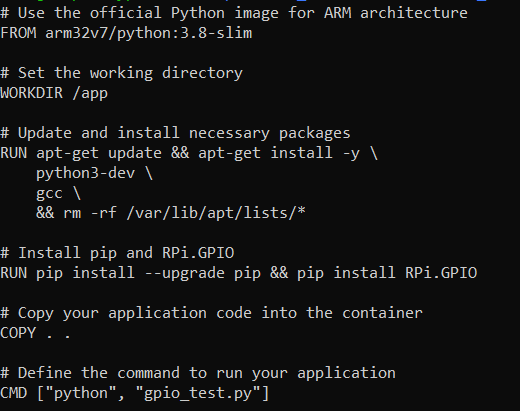 # Use the official Python image for ARM architecture
FROM arm32v7/python:3.8-slim
# Set the working directory
WORKDIR /app
# Update and install necessary packages
RUN apt-get update && apt-get install -y \
    python3-dev \
    gcc \
    && rm -rf /var/lib/apt/lists/*
# Install pip and RPi.GPIO
RUN pip install --upgrade pip && pip install RPi.GPIO
# Copy your application code into the container
COPY . .
# Define the command to run your application
CMD ["python", "gpio_test.py"]